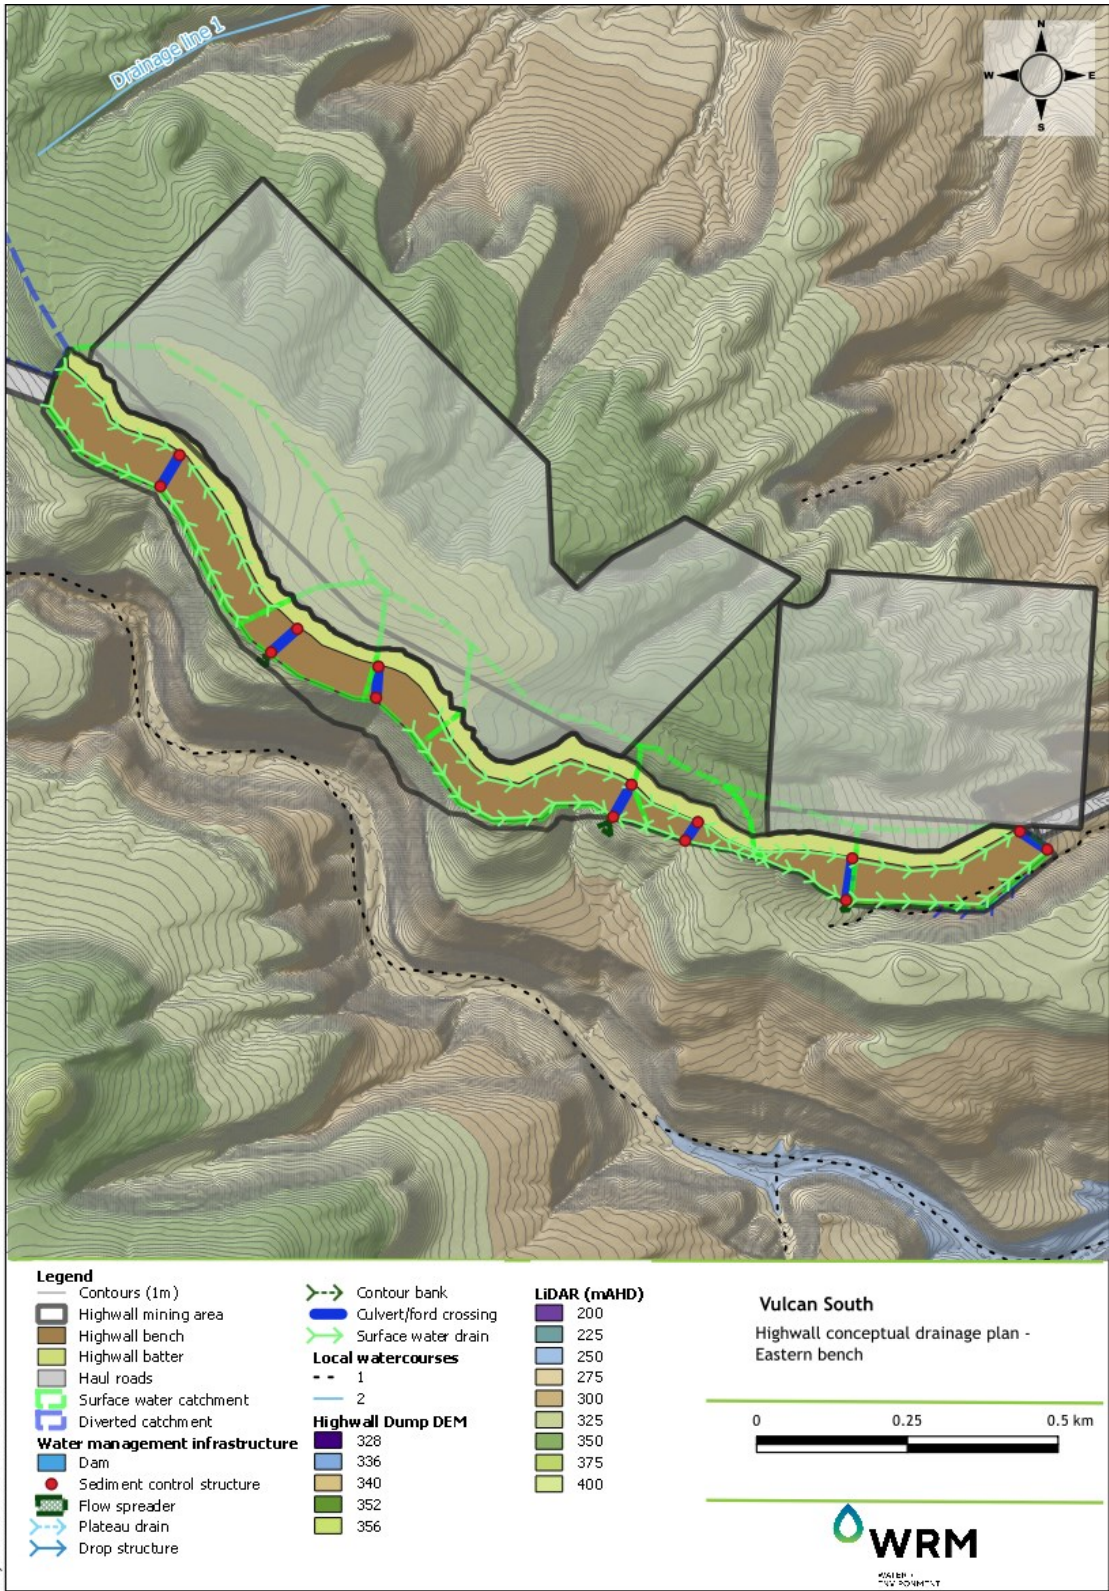 Drainage line 1
N
W
E
S
Legend
Contours (1m)
Highwall mining area
Highwall bench
Highwall batter
Haul roads
Surface water catchment
Diverted catchment
Water management infrastructure
Dam
Sediment control structure
Flow spreader
Plateau drain
Drop structure
Contour bank
Culvert/ford crossing
Surface water drain
Local watercourses
1
2
Highwall Dump DEM
328
336
340
352
356
LiDAR (mAHD)
200
225
250
275
300
325
350
375
400
Vulcan South
Highwall conceptual drainage plan -
Eastern bench
0 0.25 0.5 km
WRM
WATER +
ENVIRONMENT